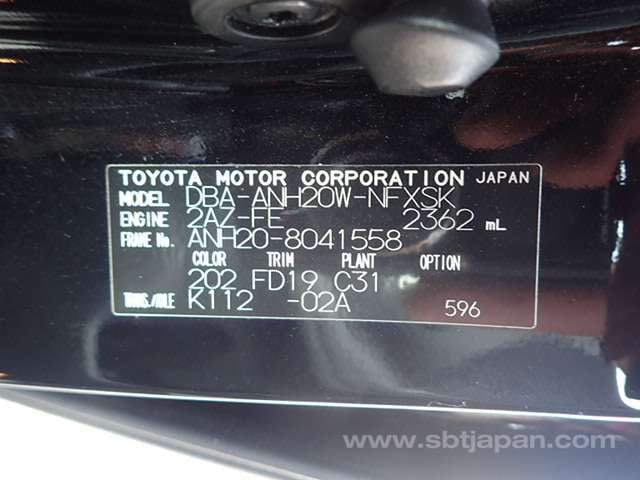 TOYOTA MOTOR CORPORATION JAPAN
MODEL DBA-ANH20W-NFXSK
ENGINE 2AZ-FE 2362 mL
FRAME No. ANH20-8041558
COLOR TRIM PLANT OPTION
202 FD19 C31
TRANS./AXLE K112 -02A 596
www.sbtjapan.com